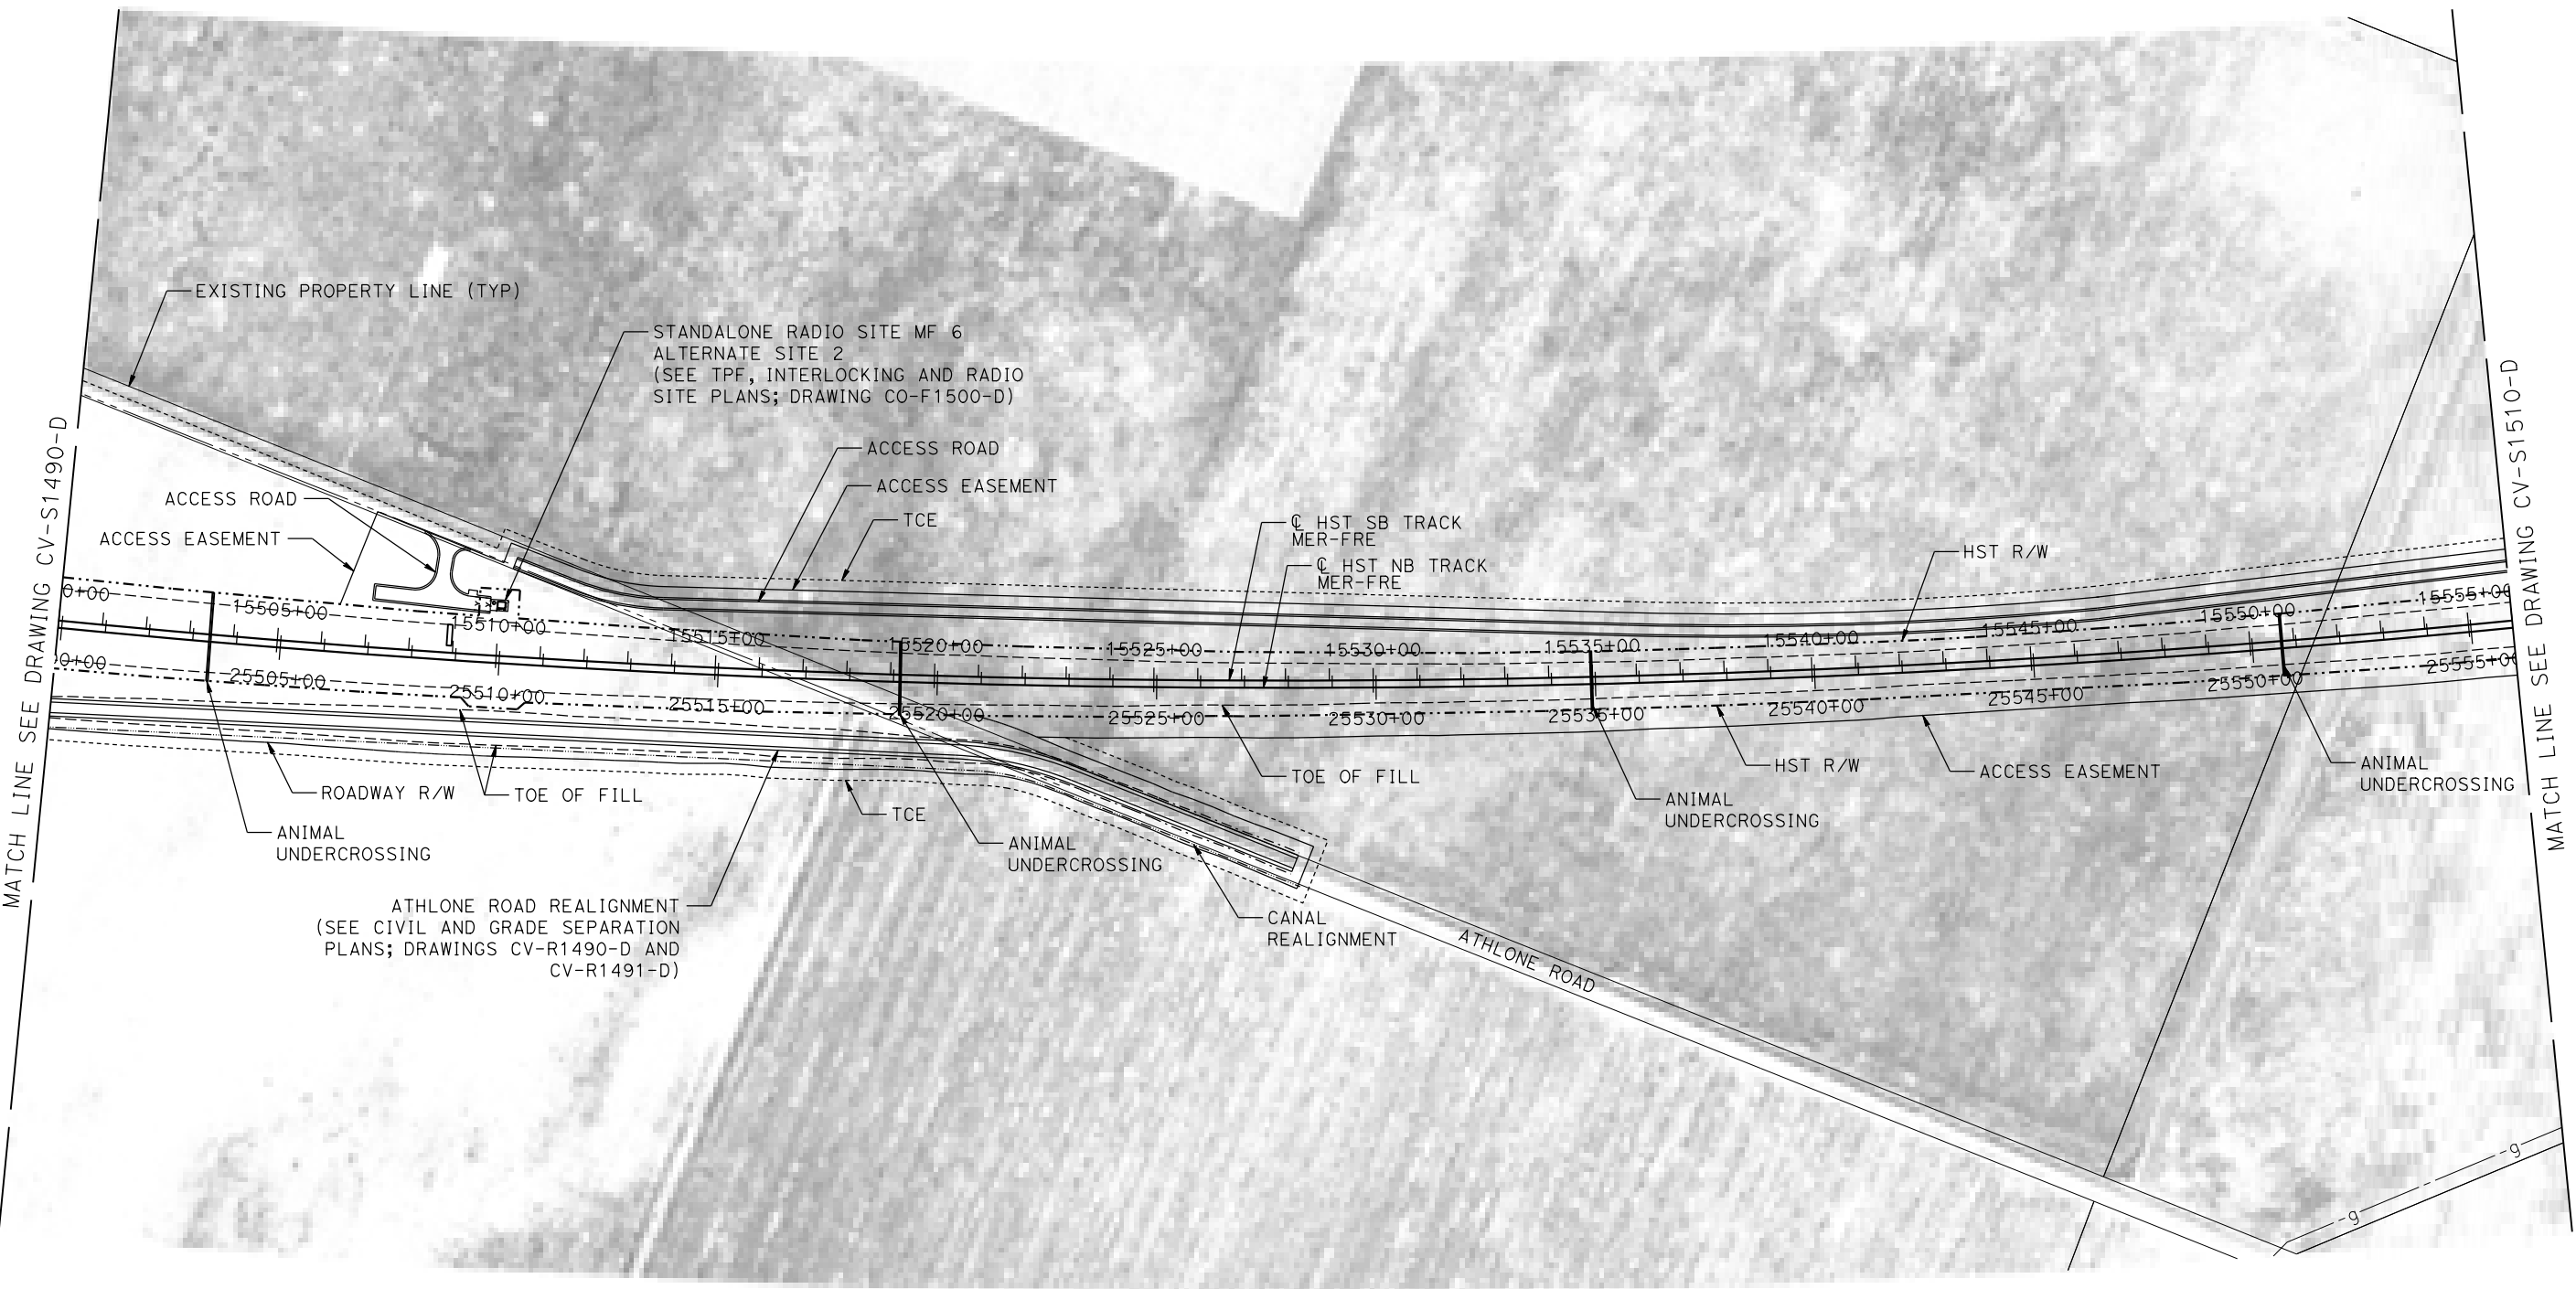 EXISTING PROPERTY LINE (TYP)
STANDALONE RADIO SITE MF 6
ALTERNATE SITE 2
(SEE TPF, INTERLOCKING AND RADIO
SITE PLANS; DRAWING CO-F1500-D)
ACCESS ROAD
ACCESS EASEMENT
TCE
ACCESS ROAD
ACCESS EASEMENT
℄ HST SB TRACK
MER-FRE
℄ HST NB TRACK
MER-FRE
HST R/W
MATCH LINE SEE DRAWING CV-S1490-D
MATCH LINE SEE DRAWING CV-S1510-D
0+00
15505+00
15510+00
15515+00
15520+00
15525+00
15530+00
15535+00
15540+00
15545+00
15550+00
15555+00
0+00
25505+00
25510+00
25515+00
25520+00
25525+00
25530+00
25535+00
25540+00
25545+00
25550+00
25555+00
ROADWAY R/W
TOE OF FILL
TCE
ANIMAL
UNDERCROSSING
ANIMAL
UNDERCROSSING
TOE OF FILL
ANIMAL
UNDERCROSSING
HST R/W
ACCESS EASEMENT
ANIMAL
UNDERCROSSING
ATHLONE ROAD REALIGNMENT
(SEE CIVIL AND GRADE SEPARATION
PLANS; DRAWINGS CV-R1490-D AND
CV-R1491-D)
CANAL
REALIGNMENT
ATHLONE ROAD
g
g